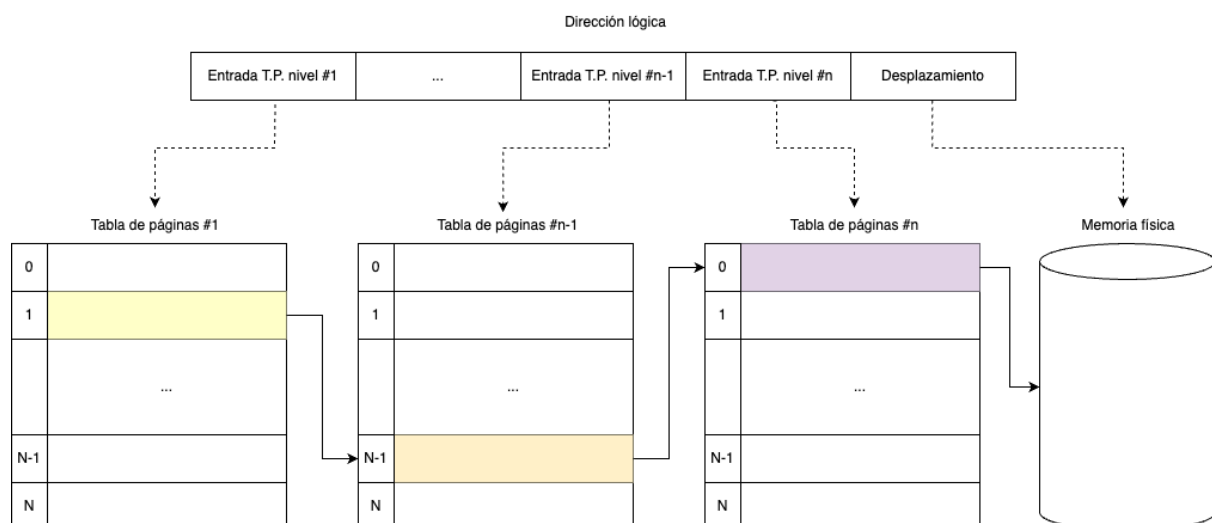 Dirección lógica
Entrada T.P. nivel #1 ... Entrada T.P. nivel #n-1 Entrada T.P. nivel #n Desplazamiento
Tabla de páginas #1 Tabla de páginas #n-1 Tabla de páginas #n Memoria física
0 0 0
1 1 1
... ... ...
N-1 N-1 N-1
N N N